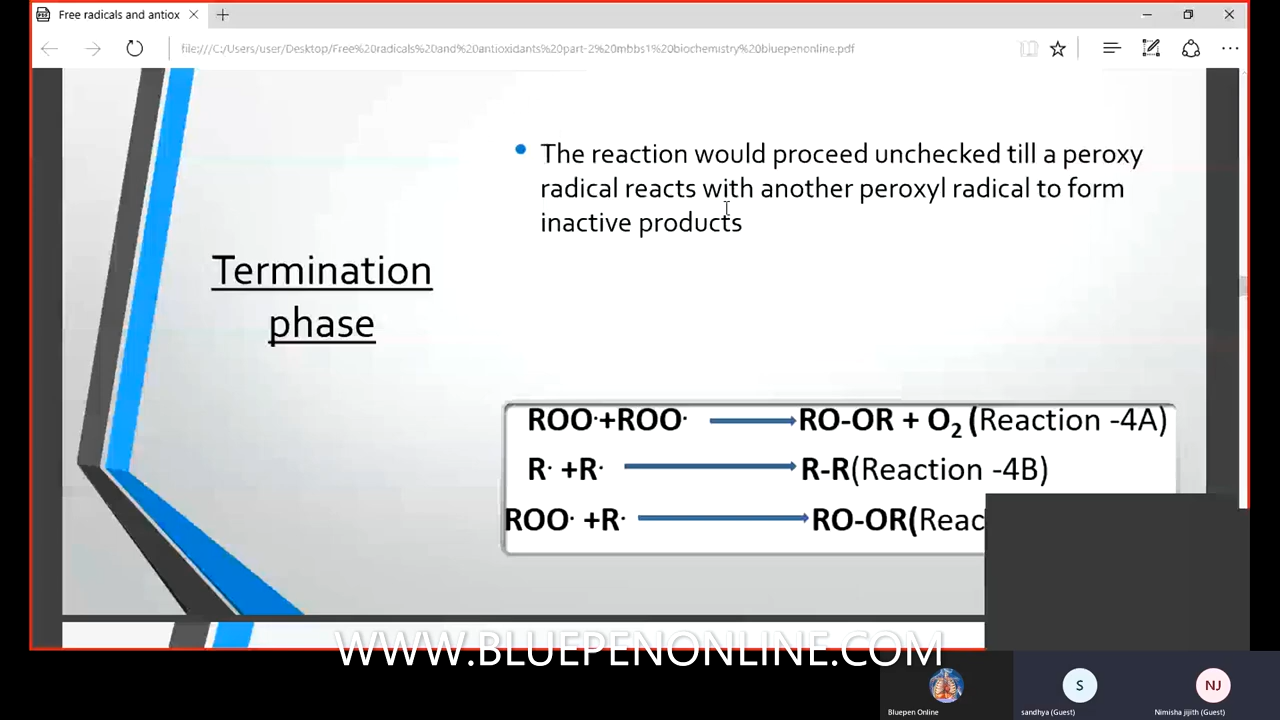 Free radicals and antiox
file:///C:/Users/user/Desktop/Free%20radicals%20and%20antioxidants%20part-2%20mbbs1%20biochemistry%20bluepenonline.pdf
The reaction would proceed unchecked till a peroxy
radical reacts with another peroxyl radical to form
inactive products
Termination
phase
ROO·+ROO· RO-OR + O₂ (Reaction -4A)
R· +R· R-R(Reaction -4B)
ROO· +R· RO-OR(Reac
WWW.BLUEPENONLINE.COM
S
NJ
Bluepen Online
sandhya (Guest)
Nimisha jijith (Guest)